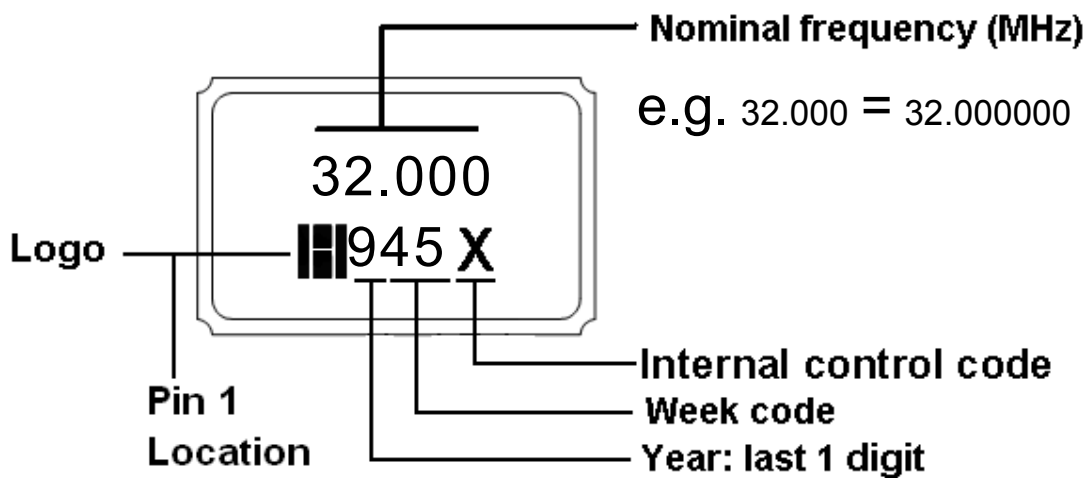 Nominal frequency (MHz)
e.g. 32.000 = 32.000000
32.000
Logo
945 X
Internal control code
Pin 1
Week code
Location
Year: last 1 digit